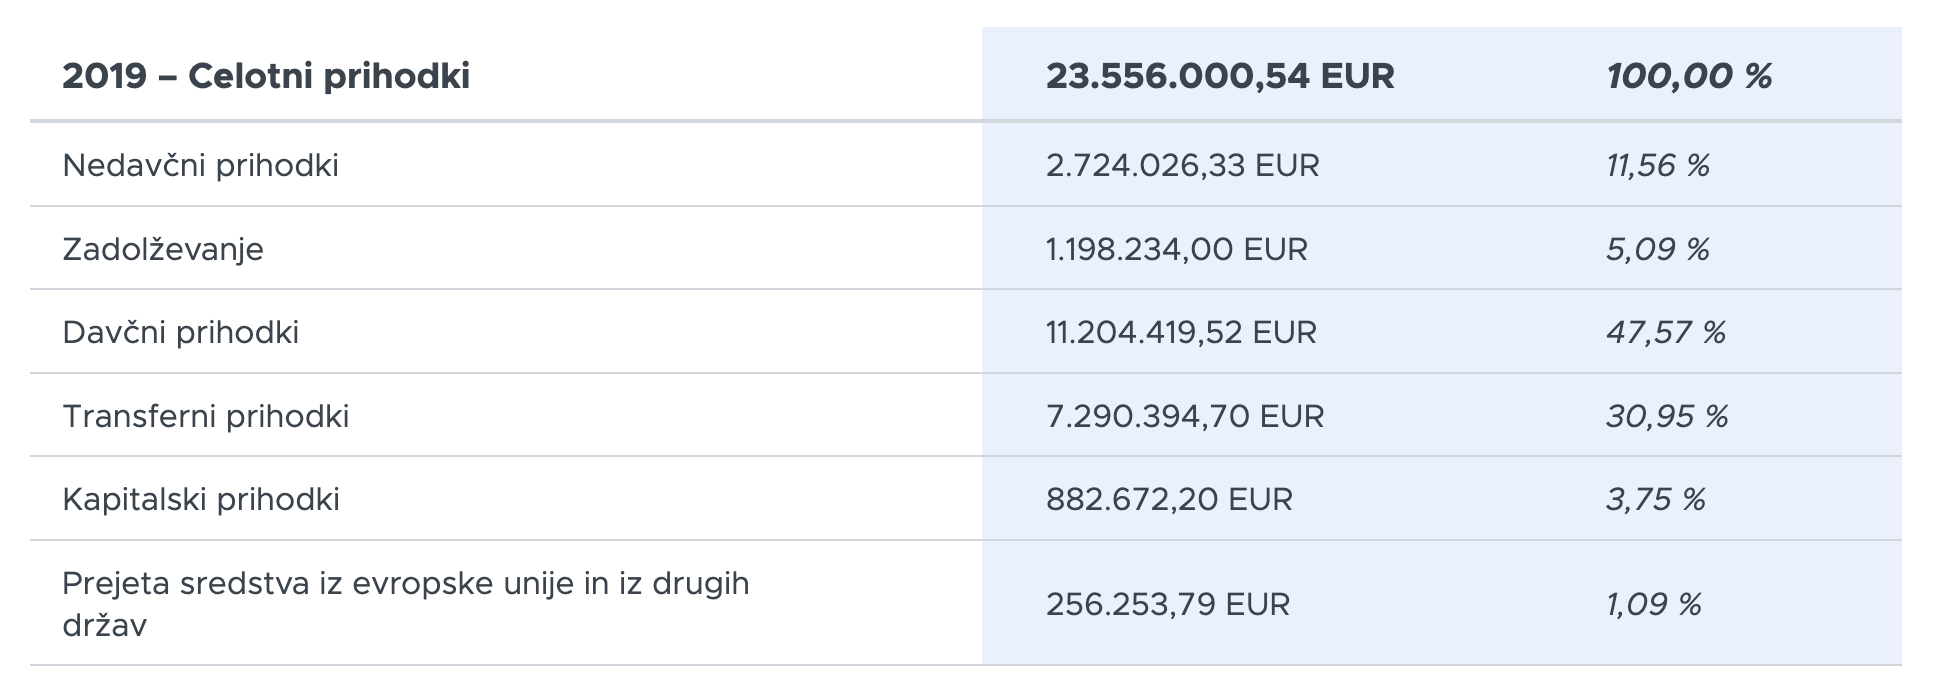 2019 – Celotni prihodki 23.556.000,54 EUR 100,00 %
Nedavčni prihodki 2.724.026,33 EUR 11,56 %
Zadolževanje 1.198.234,00 EUR 5,09 %
Davčni prihodki 11.204.419,52 EUR 47,57 %
Transferni prihodki 7.290.394,70 EUR 30,95 %
Kapitalski prihodki 882.672,20 EUR 3,75 %
Prejeta sredstva iz evropske unije in iz drugih
držav 256.253,79 EUR 1,09 %